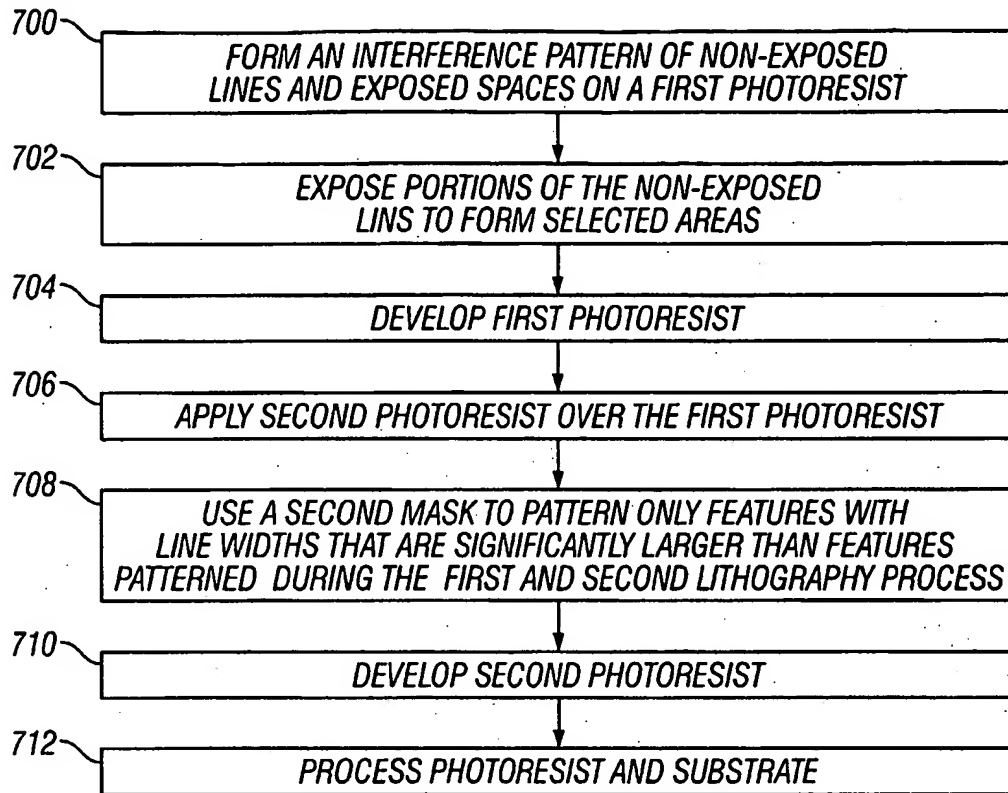 700
FORM AN INTERFERENCE PATTERN OF NON-EXPOSED
LINES AND EXPOSED SPACES ON A FIRST PHOTORESIST
702
EXPOSE PORTIONS OF THE NON-EXPOSED
LINS TO FORM SELECTED AREAS
704
DEVELOP FIRST PHOTORESIST
706
APPLY SECOND PHOTORESIST OVER THE FIRST PHOTORESIST
708
USE A SECOND MASK TO PATTERN ONLY FEATURES WITH
LINE WIDTHS THAT ARE SIGNIFICANTLY LARGER THAN FEATURES
PATTERNED DURING THE FIRST AND SECOND LITHOGRAPHY PROCESS
710
DEVELOP SECOND PHOTORESIST
712
PROCESS PHOTORESIST AND SUBSTRATE